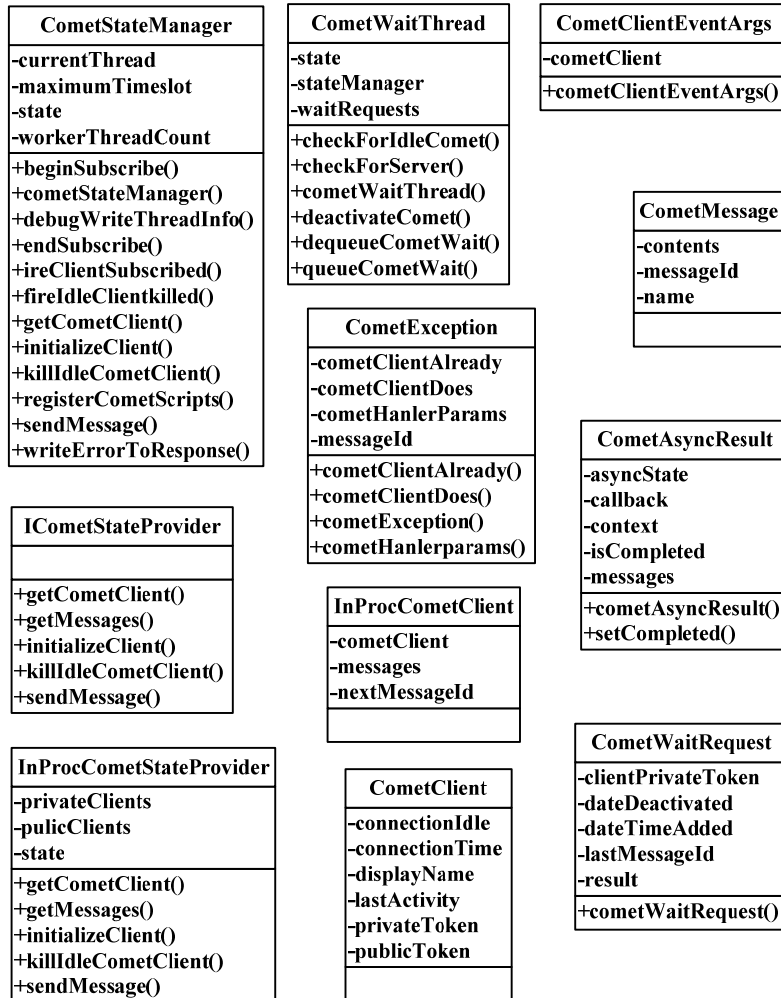 CometStateManager
-currentThread
-maximumTimeslot
-state
-workerThreadCount
+beginSubscribe()
+cometStateManager()
+debugWriteThreadInfo()
+endSubscribe()
+ireClientSubscribed()
+fireIdleClientkilled()
+getCometClient()
+initializeClient()
+killIdleCometClient()
+registerCometScripts()
+sendMessage()
+writeErrorToResponse()
CometWaitThread
-state
-stateManager
-waitRequests
+checkForIdleComet()
+checkForServer()
+cometWaitThread()
+deactivateComet()
+dequeueCometWait()
+queueCometWait()
CometClientEventArgs
-cometClient
+cometClientEventArgs()
CometMessage
-contents
-messageId
-name
CometException
-cometClientAlready
-cometClientDoes
-cometHanlerParams
-messageId
+cometClientAlready()
+cometClientDoes()
+cometException()
+cometHanlerparams()
CometAsyncResult
-asyncState
-callback
-context
-isCompleted
-messages
+cometAsyncResult()
+setCompleted()
ICometStateProvider
+getCometClient()
+getMessages()
+initializeClient()
+killIdleCometClient()
+sendMessage()
InProcCometClient
-cometClient
-messages
-nextMessageId
InProcCometStateProvider
-privateClients
-pulicClients
-state
+getCometClient()
+getMessages()
+initializeClient()
+killIdleCometClient()
+sendMessage()
CometClient
-connectionIdle
-connectionTime
-displayName
-lastActivity
-privateToken
-publicToken
CometWaitRequest
-clientPrivateToken
-dateDeactivated
-dateTimeAdded
-lastMessageId
-result
+cometWaitRequest()